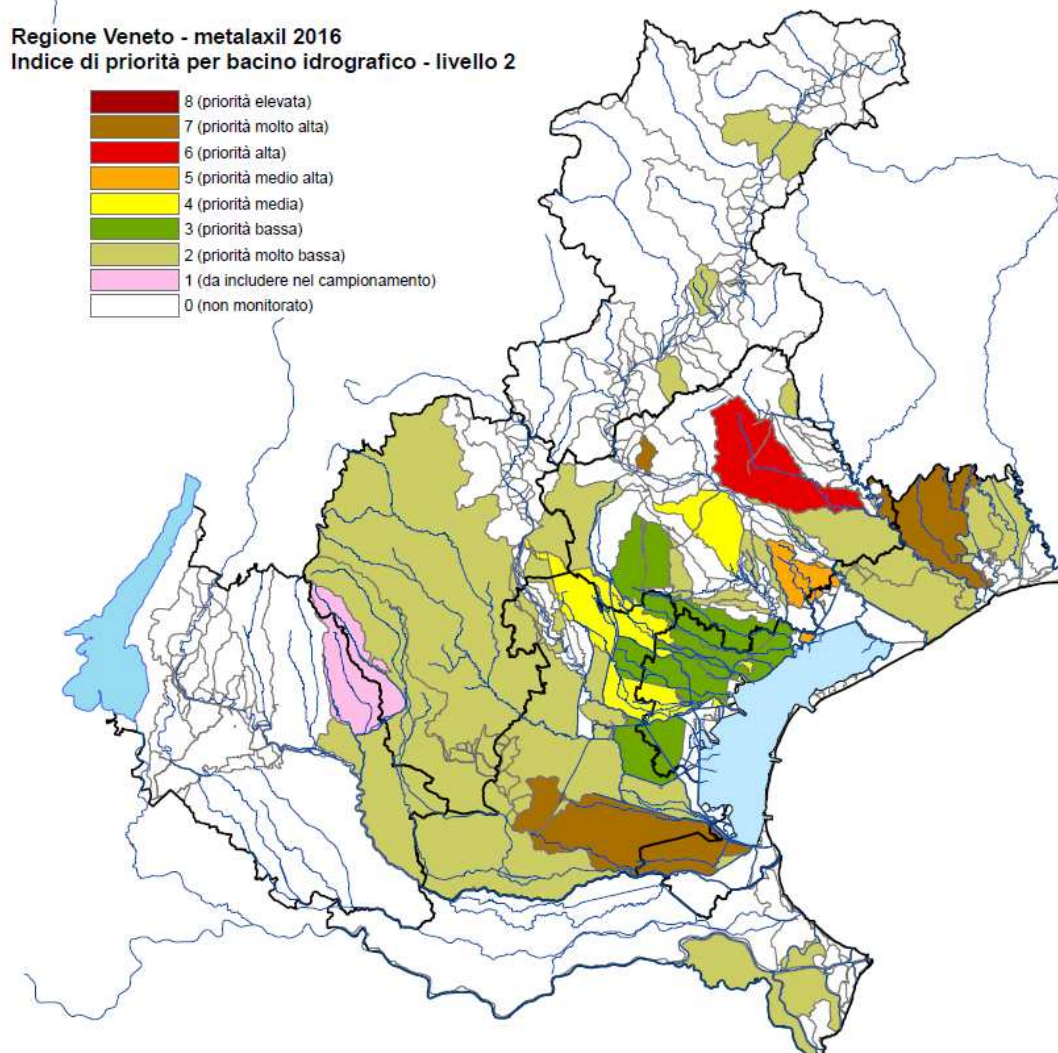 Regione Veneto - metalaxil 2016
Indice di priorità per bacino idrografico - livello 2
8 (priorità elevata)
7 (priorità molto alta)
6 (priorità alta)
5 (priorità medio alta)
4 (priorità media)
3 (priorità bassa)
2 (priorità molto bassa)
1 (da includere nel campionamento)
0 (non monitorato)